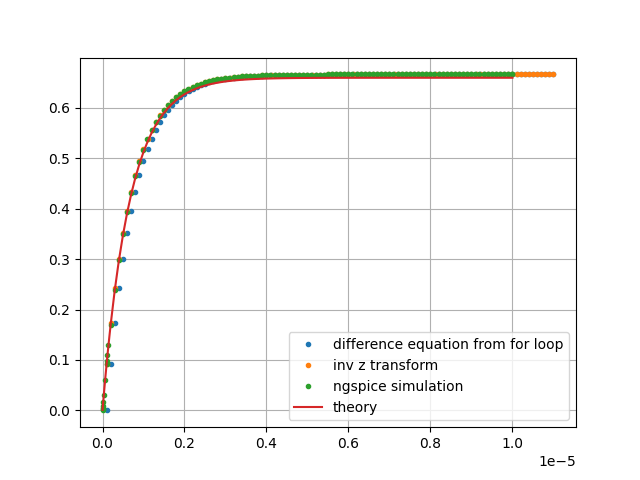 0.6
0.5
0.4
0.3
0.2
0.1
0.0
difference equation from for loop
inv z transform
ngspice simulation
theory
0.0 0.2 0.4 0.6 0.8 1.0
1e−5